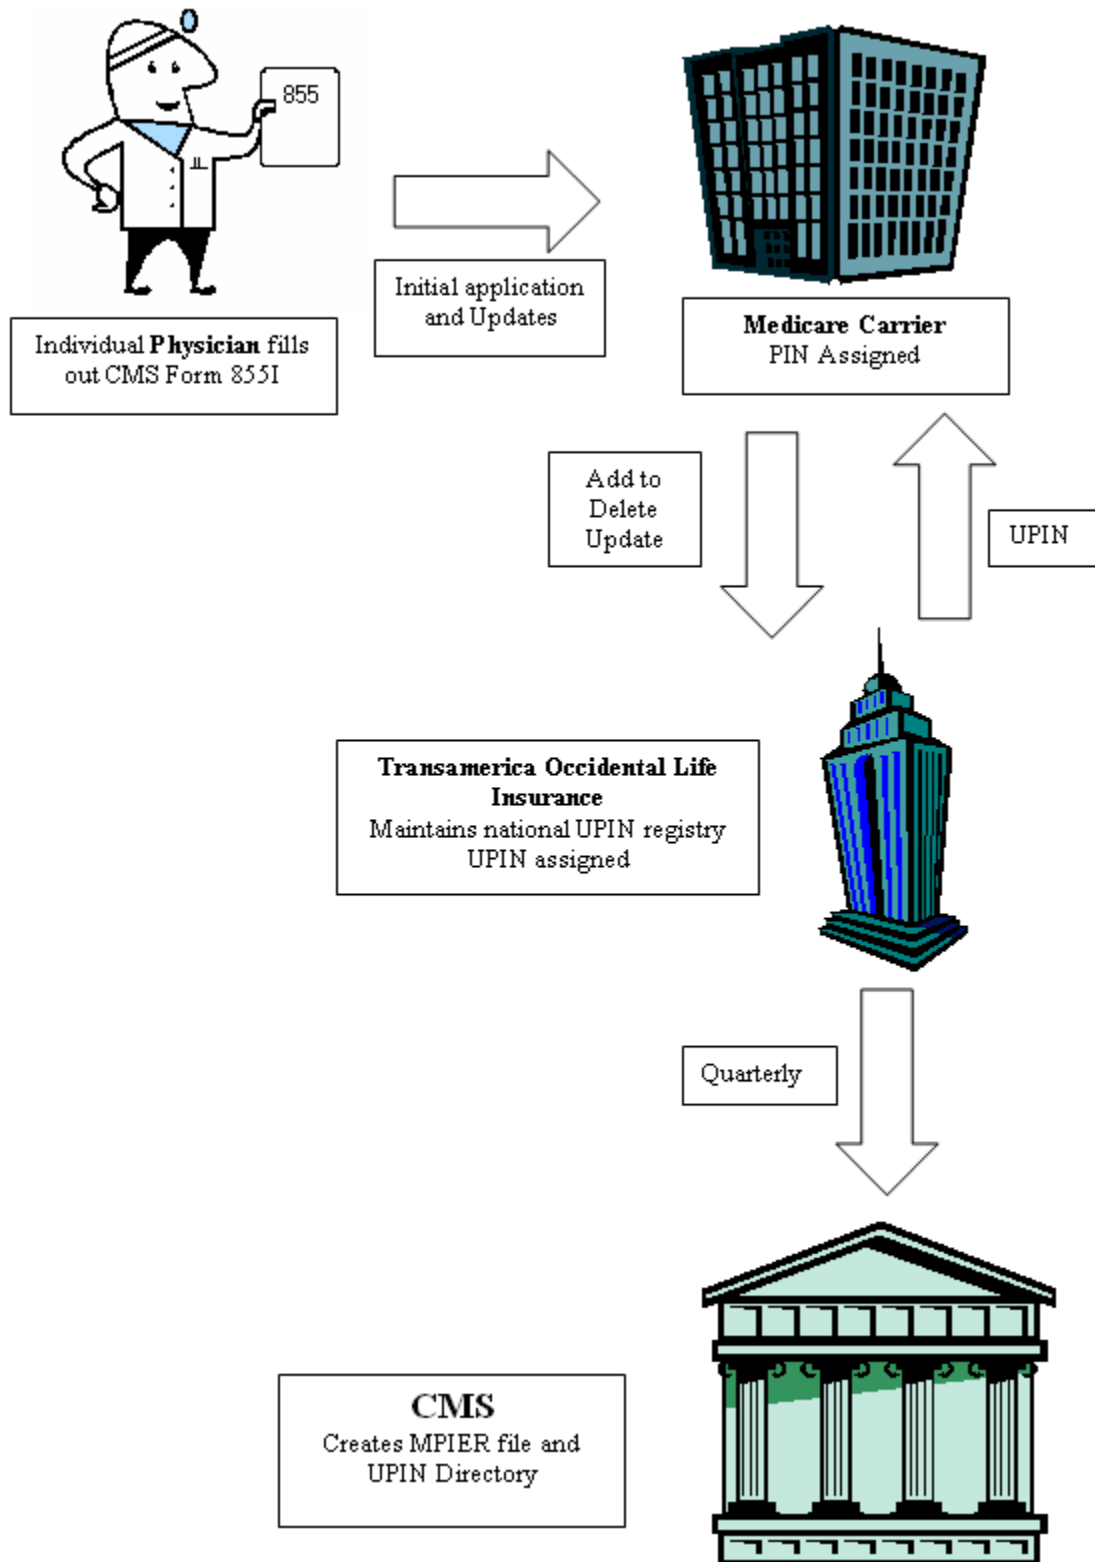 855
Initial application
and Updates
Individual Physician fills
out CMS Form 855I
Medicare Carrier
PIN Assigned
Add to
Delete
Update
UPIN
Transamerica Occidental Life
Insurance
Maintains national UPIN registry
UPIN assigned
Quarterly
CMS
Creates MPIER file and
UPIN Directory